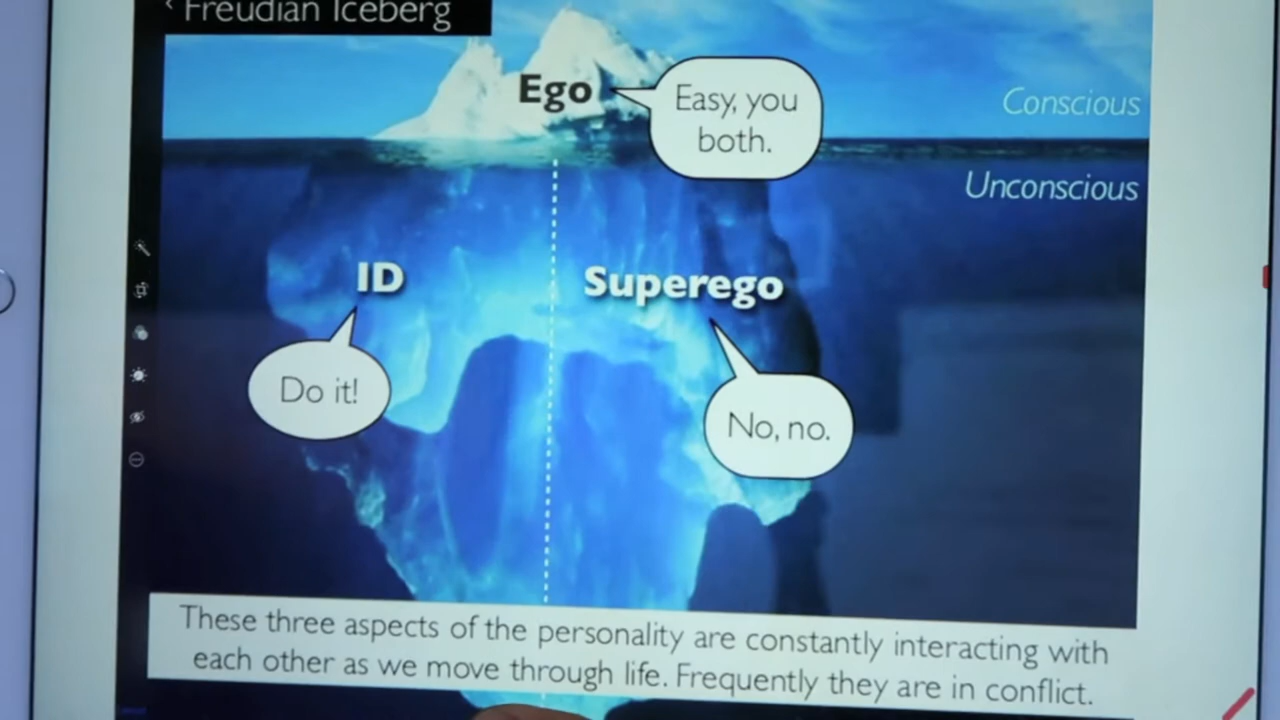 Freudian Iceberg
Ego
Easy, you
both.
Conscious
Unconscious
ID
Superego
Do it!
No, no.
These three aspects of the personality are constantly interacting with
each other as we move through life. Frequently they are in conflict.